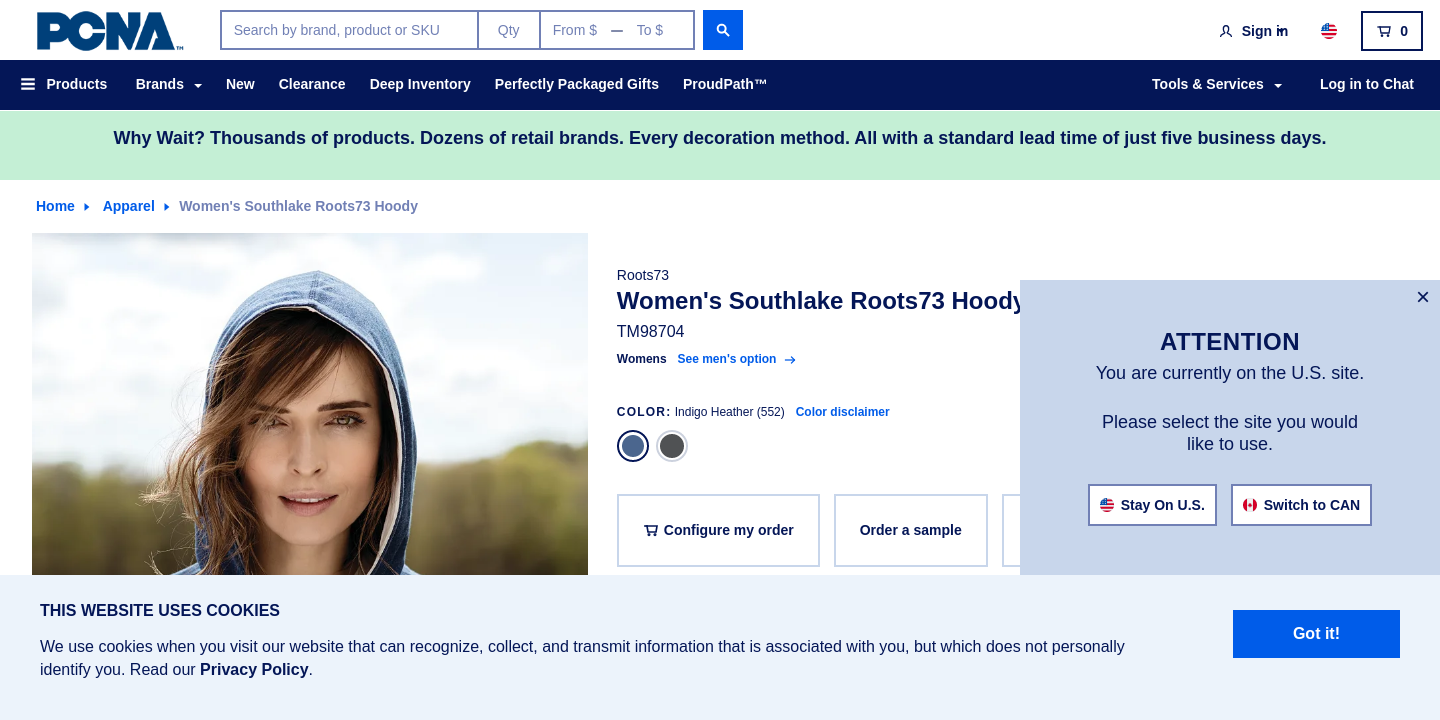 PCNA™
Search by brand, product or SKU
Qty
From $ — To $
Sign in
0
Products
Brands
New
Clearance
Deep Inventory
Perfectly Packaged Gifts
ProudPath™
Tools & Services
Log in to Chat
Why Wait? Thousands of products. Dozens of retail brands. Every decoration method. All with a standard lead time of just five business days.
Home
Apparel
Women's Southlake Roots73 Hoody
Roots73
Women's Southlake Roots73 Hoody
TM98704
Womens See men's option
COLOR: Indigo Heather (552) Color disclaimer
Configure my order
Order a sample
ATTENTION
You are currently on the U.S. site.
Please select the site you would
like to use.
Stay On U.S.
Switch to CAN
THIS WEBSITE USES COOKIES
We use cookies when you visit our website that can recognize, collect, and transmit information that is associated with you, but which does not personally
identify you. Read our Privacy Policy.
Got it!